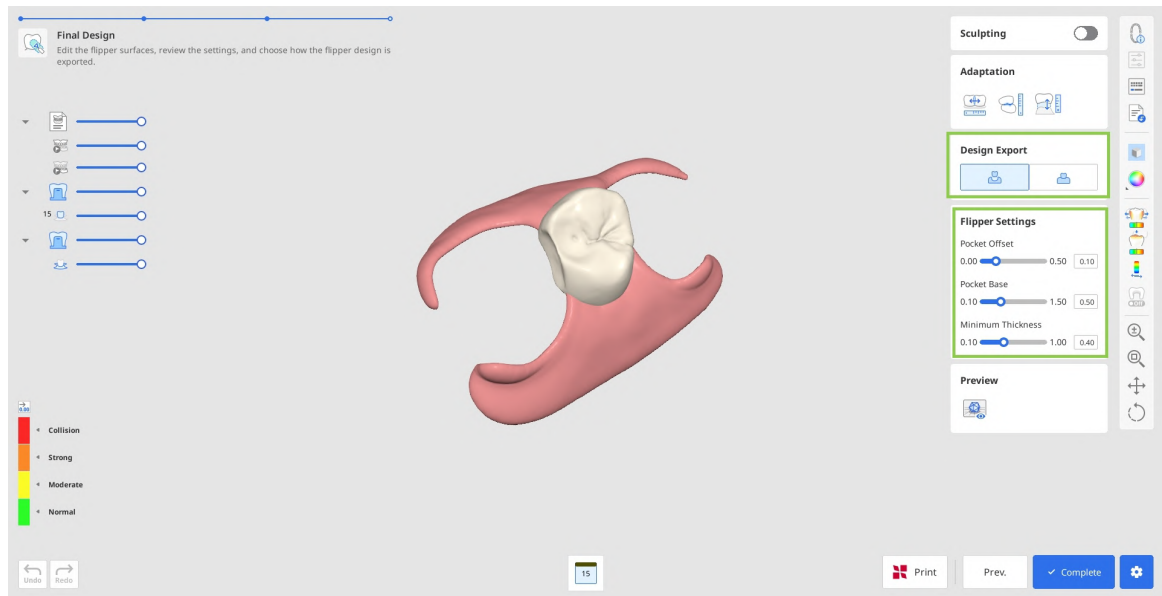 Final Design
Edit the flipper surfaces, review the settings, and choose how the flipper design is
exported.
15
0.00
Collision
Strong
Moderate
Normal
Undo
Redo
15
Sculpting
Adaptation
Design Export
Flipper Settings
Pocket Offset
0.00 0.50 0.10
Pocket Base
0.10 1.50 0.50
Minimum Thickness
0.10 1.00 0.40
Preview
Print
Prev.
Complete